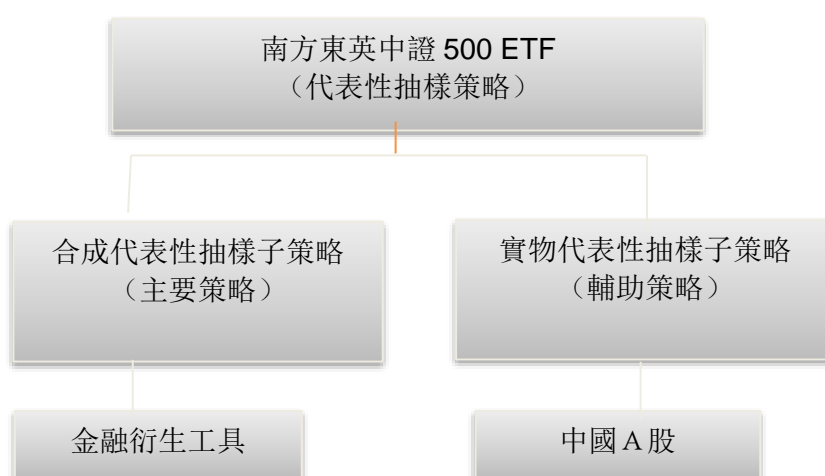 南方東英中證 500 ETF
（代表性抽樣策略）
合成代表性抽樣子策略
（主要策略）
實物代表性抽樣子策略
（輔助策略）
金融衍生工具
中國A股